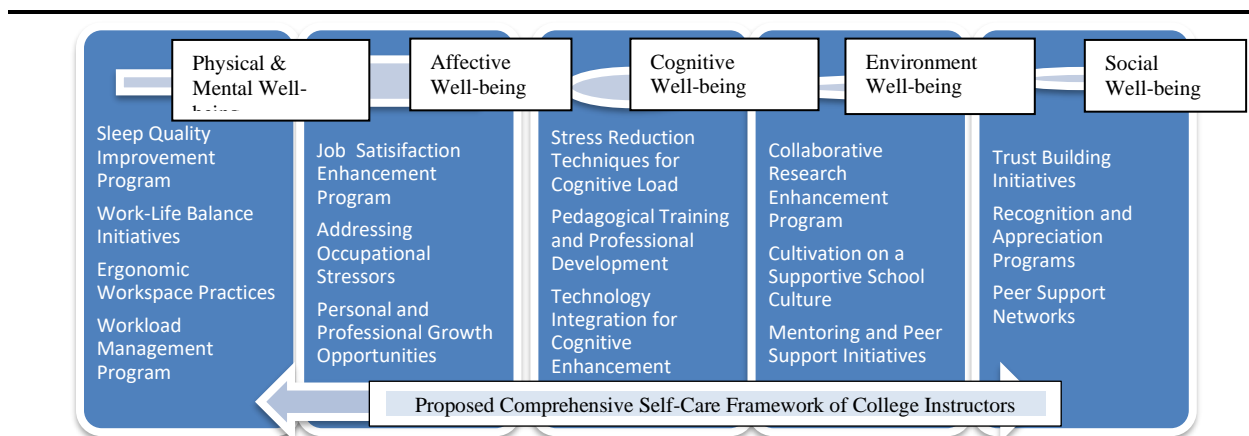 Physical &
Mental Well-
being
Sleep Quality
Improvement
Program
Work-Life Balance
Initiatives
Ergonomic
Workspace Practices
Workload
Management
Program
Affective
Well-being
Job Satisifaction
Enhancement
Program
Addressing
Occupational
Stressors
Personal and
Professional Growth
Opportunities
Cognitive
Well-being
Stress Reduction
Techniques for
Cognitive Load
Pedagogical Training
and Professional
Development
Technology
Integration for
Cognitive
Enhancement
Environment
Well-being
Collaborative
Research
Enhancement
Program
Cultivation on a
Supportive School
Culture
Mentoring and Peer
Support Initiatives
Social
Well-being
Trust Building
Initiatives
Recognition and
Appreciation
Programs
Peer Support
Networks
Proposed Comprehensive Self-Care Framework of College Instructors